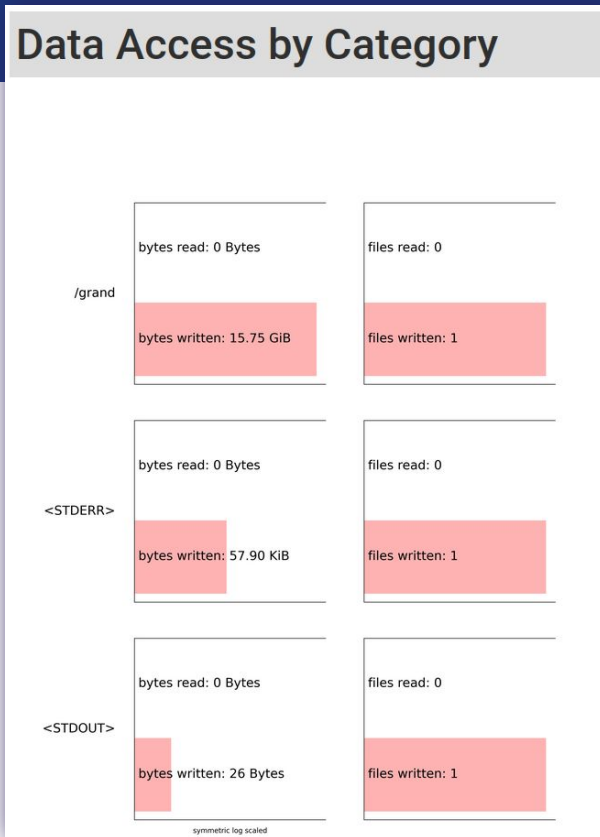 Data Access by Category
bytes read: 0 Bytes
files read: 0
/grand
bytes written: 15.75 GiB
files written: 1
bytes read: 0 Bytes
files read: 0
<STDERR>
bytes written: 57.90 KiB
files written: 1
bytes read: 0 Bytes
files read: 0
<STDOUT>
bytes written: 26 Bytes
files written: 1
symmetric log scaled